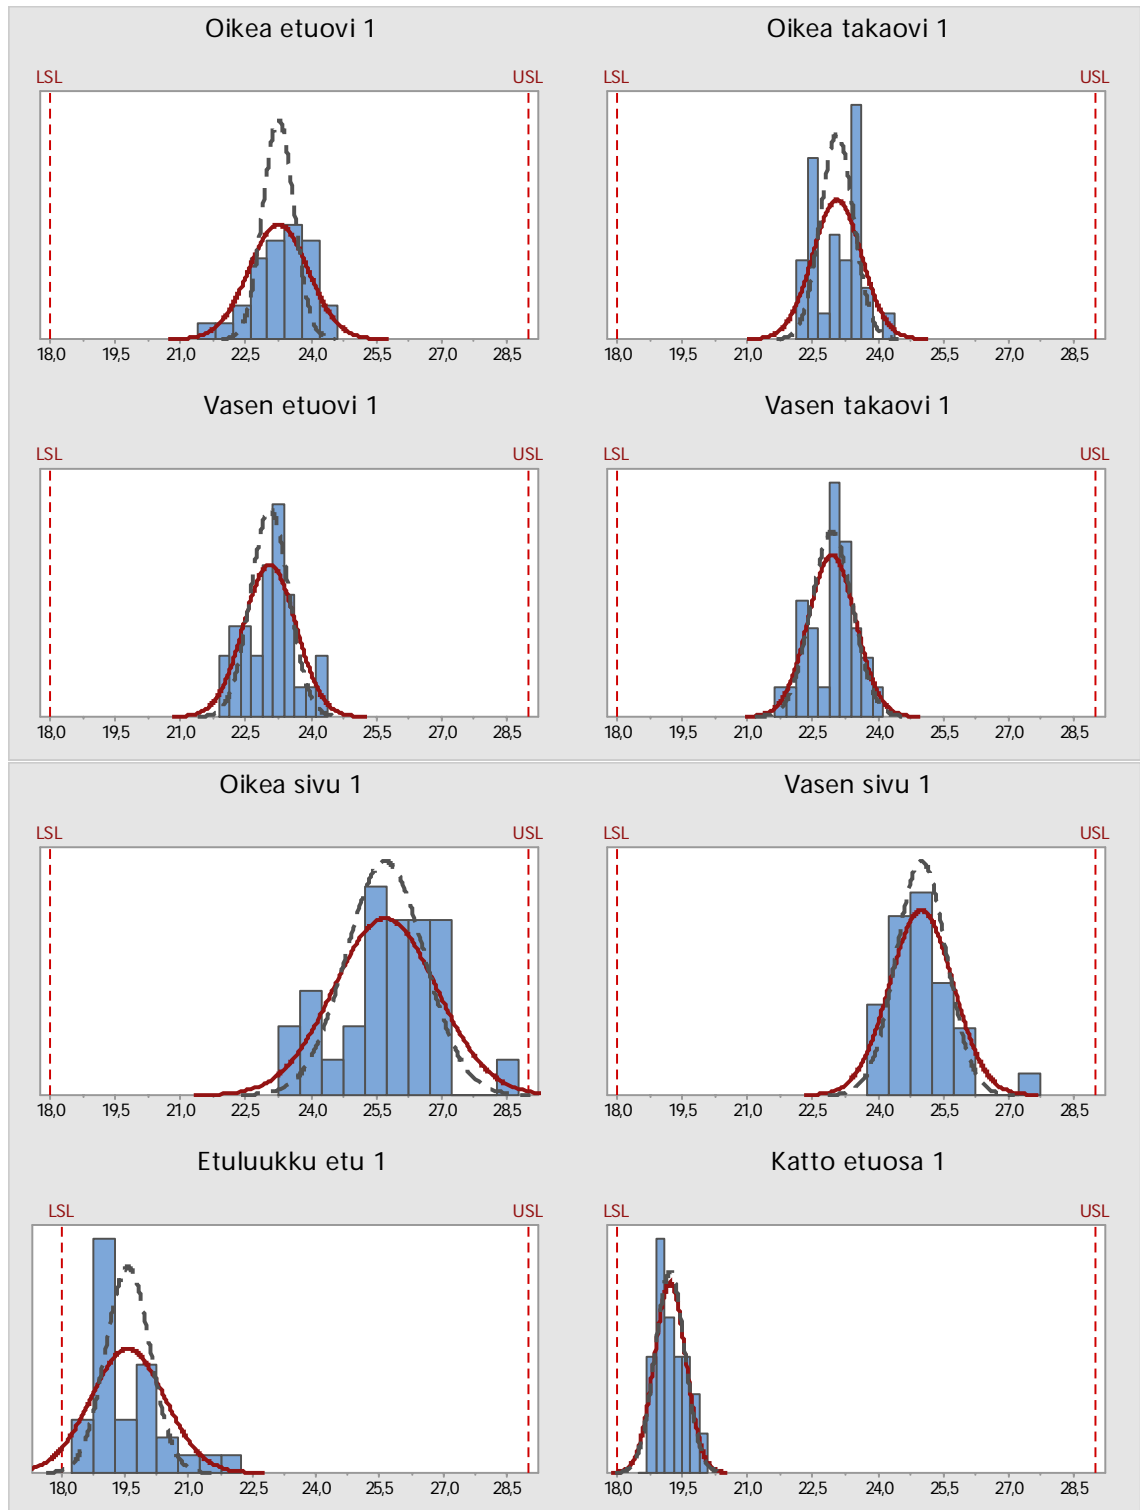 Oikea etuovi 1
Oikea takaovi 1
LSL USL
LSL USL
18,0 19,5 21,0 22,5 24,0 25,5 27,0 28,5
18,0 19,5 21,0 22,5 24,0 25,5 27,0 28,5
Vasen etuovi 1
Vasen takaovi 1
LSL USL
LSL USL
18,0 19,5 21,0 22,5 24,0 25,5 27,0 28,5
18,0 19,5 21,0 22,5 24,0 25,5 27,0 28,5
Oikea sivu 1
Vasen sivu 1
LSL USL
LSL USL
18,0 19,5 21,0 22,5 24,0 25,5 27,0 28,5
18,0 19,5 21,0 22,5 24,0 25,5 27,0 28,5
Etuluukku etu 1
Katto etuosa 1
LSL USL
LSL USL
18,0 19,5 21,0 22,5 24,0 25,5 27,0 28,5
18,0 19,5 21,0 22,5 24,0 25,5 27,0 28,5